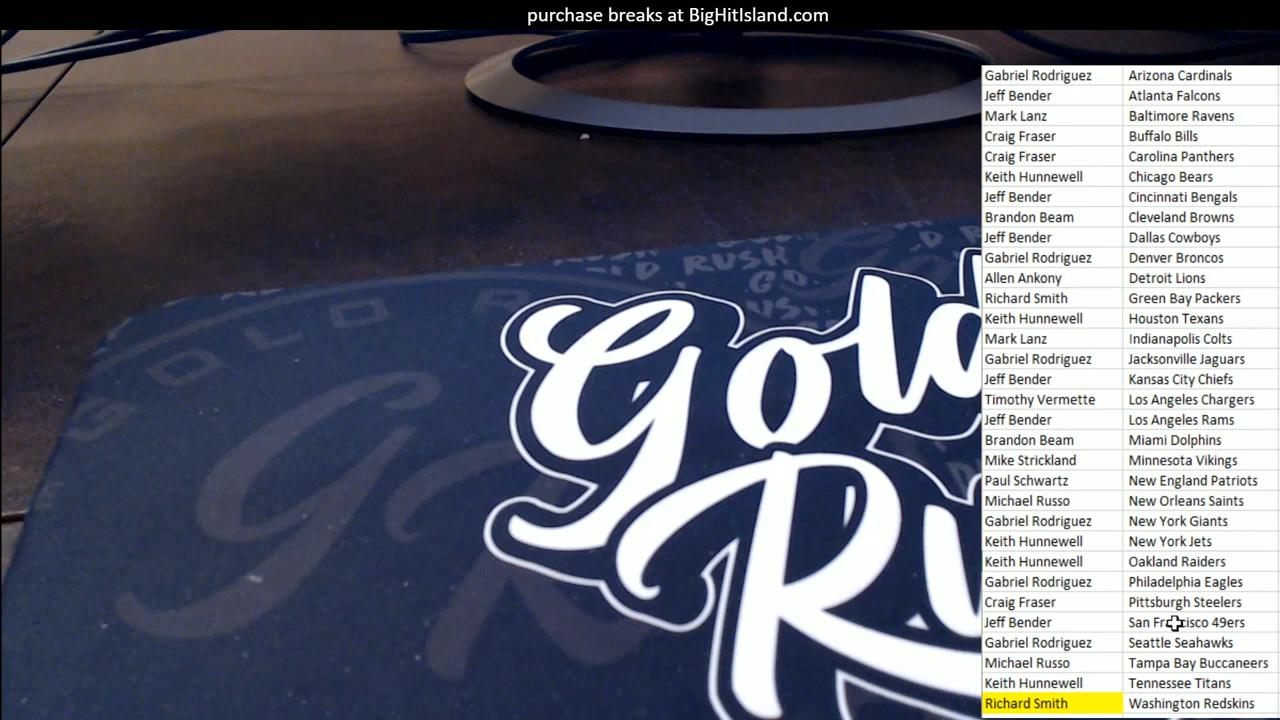 purchase breaks at BigHitIsland.com
Gabriel Rodriguez Arizona Cardinals
Jeff Bender Atlanta Falcons
Mark Lanz Baltimore Ravens
Craig Fraser Buffalo Bills
Craig Fraser Carolina Panthers
Keith Hunnewell Chicago Bears
Jeff Bender Cincinnati Bengals
Brandon Beam Cleveland Browns
Jeff Bender Dallas Cowboys
Gabriel Rodriguez Denver Broncos
Allen Ankony Detroit Lions
Richard Smith Green Bay Packers
Keith Hunnewell Houston Texans
Mark Lanz Indianapolis Colts
Gabriel Rodriguez Jacksonville Jaguars
Jeff Bender Kansas City Chiefs
Timothy Vermette Los Angeles Chargers
Jeff Bender Los Angeles Rams
Brandon Beam Miami Dolphins
Mike Strickland Minnesota Vikings
Paul Schwartz New England Patriots
Michael Russo New Orleans Saints
Gabriel Rodriguez New York Giants
Keith Hunnewell New York Jets
Keith Hunnewell Oakland Raiders
Gabriel Rodriguez Philadelphia Eagles
Craig Fraser Pittsburgh Steelers
Jeff Bender San Francisco 49ers
Gabriel Rodriguez Seattle Seahawks
Michael Russo Tampa Bay Buccaneers
Keith Hunnewell Tennessee Titans
Richard Smith Washington Redskins
Gold
Ru